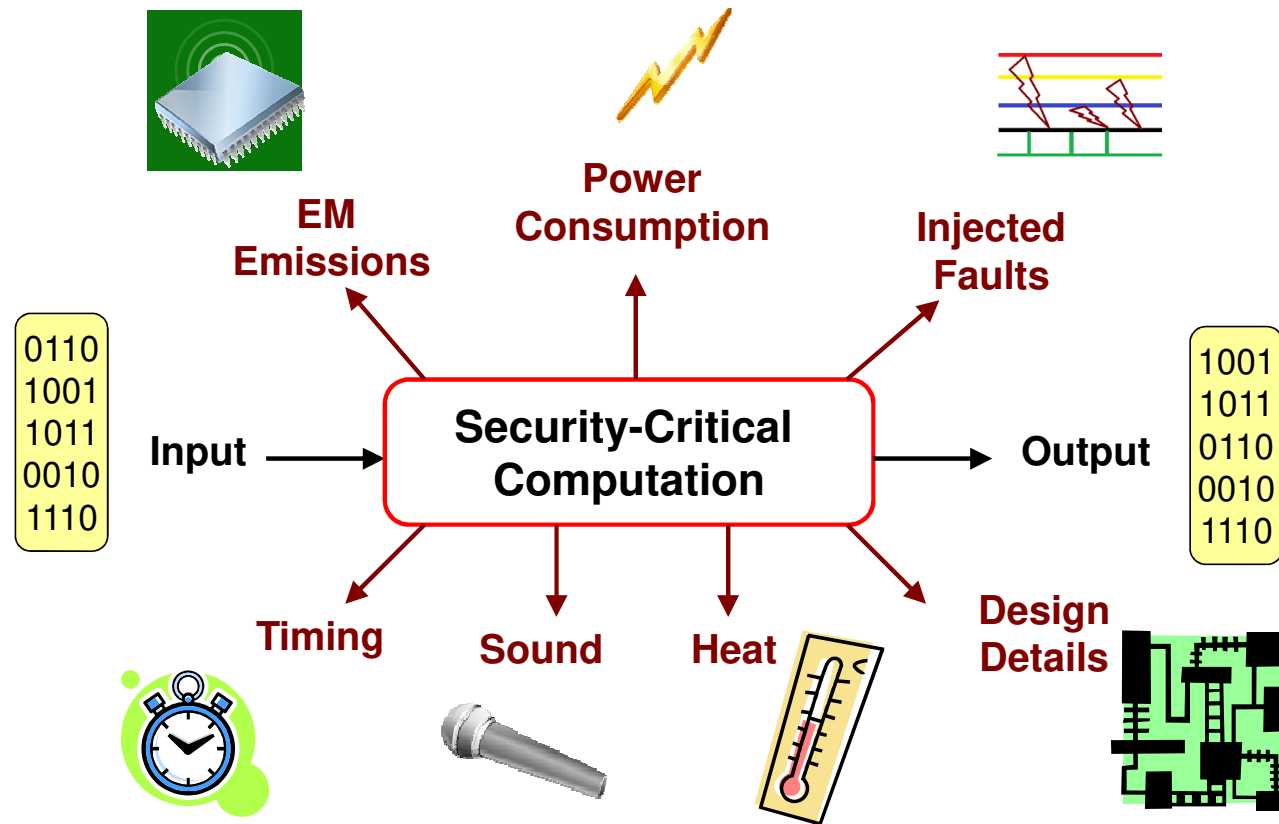 Power
Consumption
EM
Emissions
Injected
Faults
0110
1001
1011
0010
1110
Input
Security-Critical
Computation
Output
1001
1011
0110
0010
1110
Timing
Sound
Heat
Design
Details